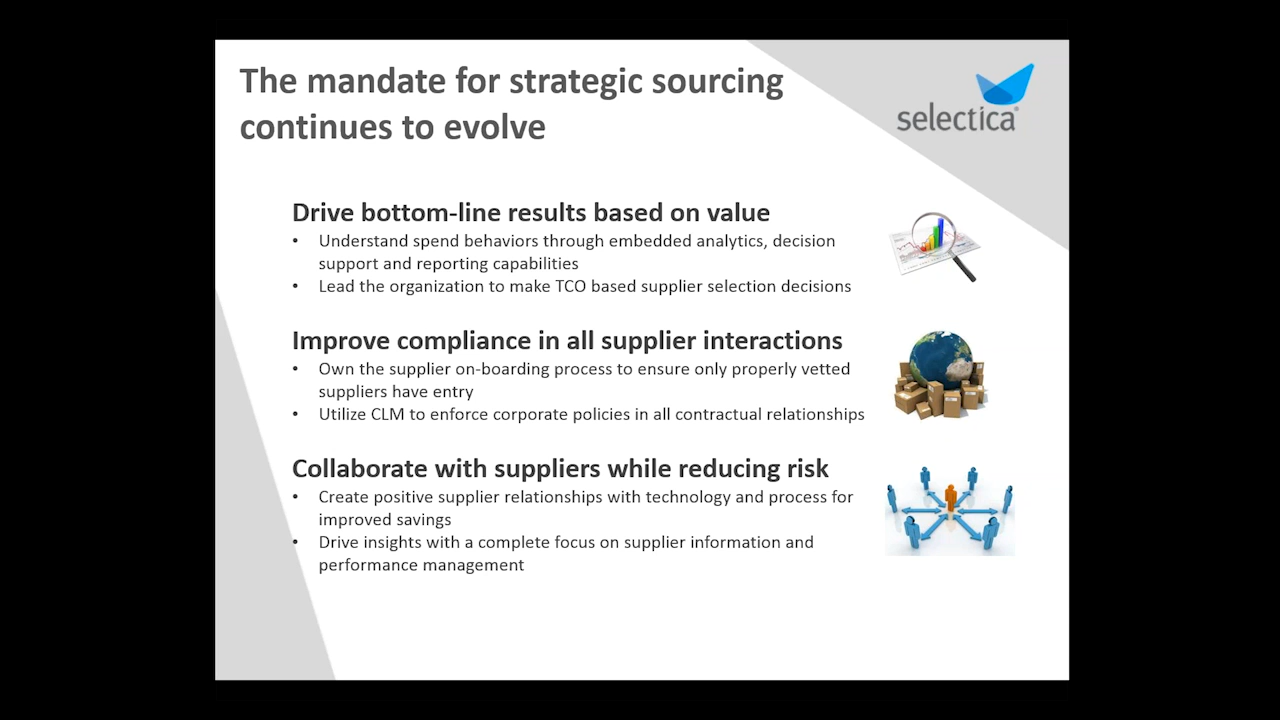 The mandate for strategic sourcing
continues to evolve
selectica®
Drive bottom-line results based on value
• Understand spend behaviors through embedded analytics, decision
support and reporting capabilities
• Lead the organization to make TCO based supplier selection decisions
Improve compliance in all supplier interactions
• Own the supplier on-boarding process to ensure only properly vetted
suppliers have entry
• Utilize CLM to enforce corporate policies in all contractual relationships
Collaborate with suppliers while reducing risk
• Create positive supplier relationships with technology and process for
improved savings
• Drive insights with a complete focus on supplier information and
performance management